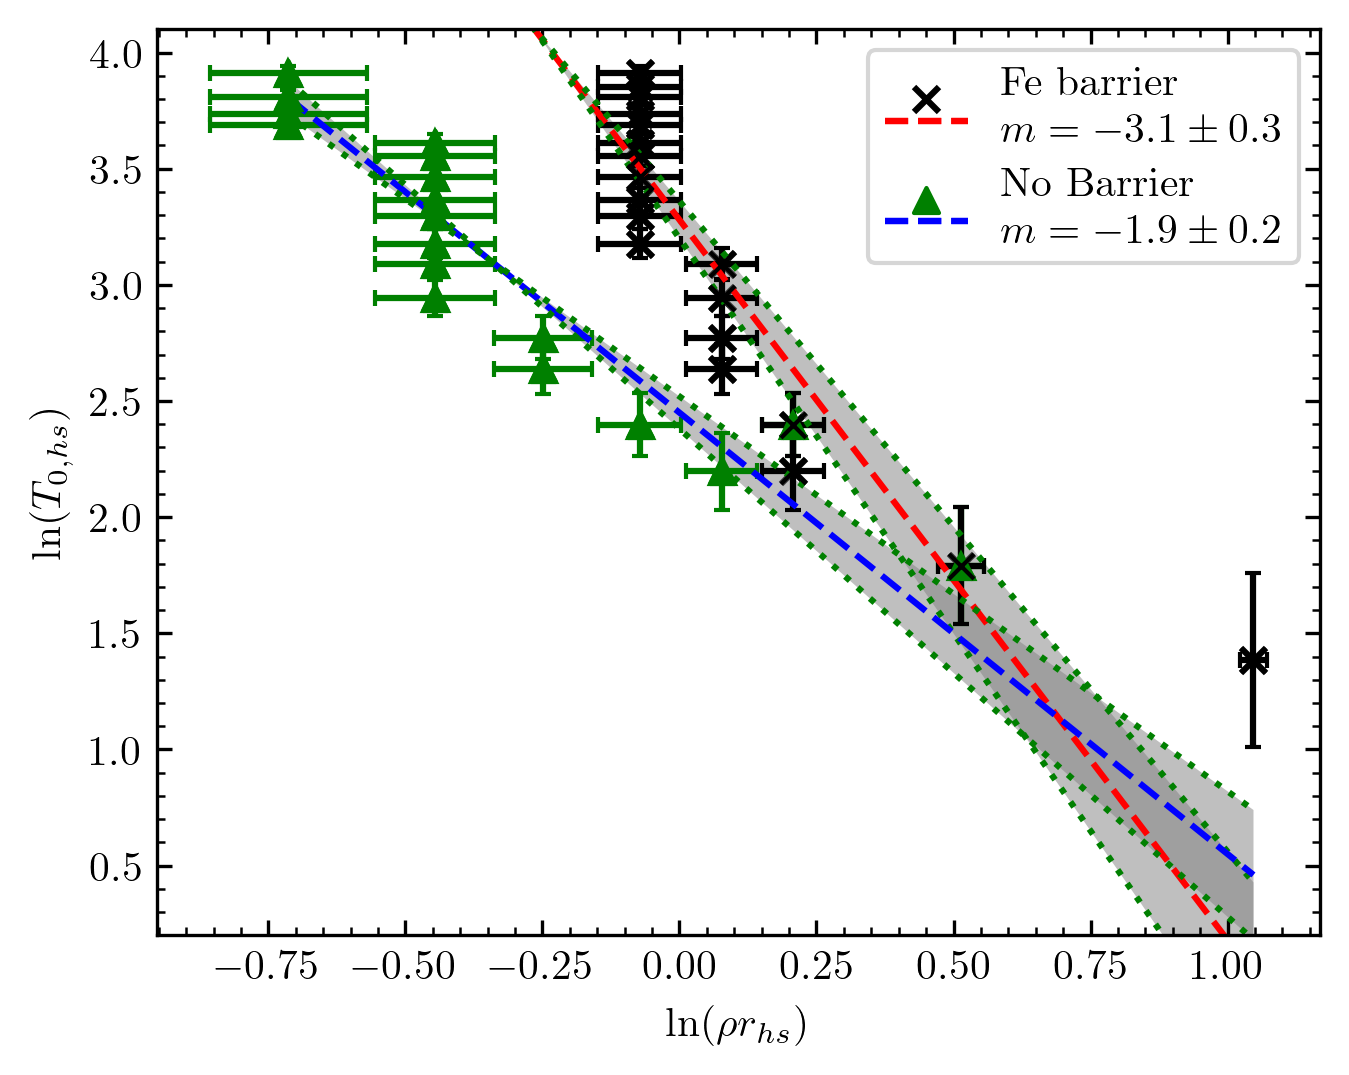 Fe barrier
m = −3.1 ± 0.3
No Barrier
m = −1.9 ± 0.2
4.0
3.5
3.0
2.5
2.0
1.5
1.0
0.5
ln(T₀,ₕₛ)
−0.75 −0.50 −0.25 0.00 0.25 0.50 0.75 1.00
ln(ρrₕₛ)